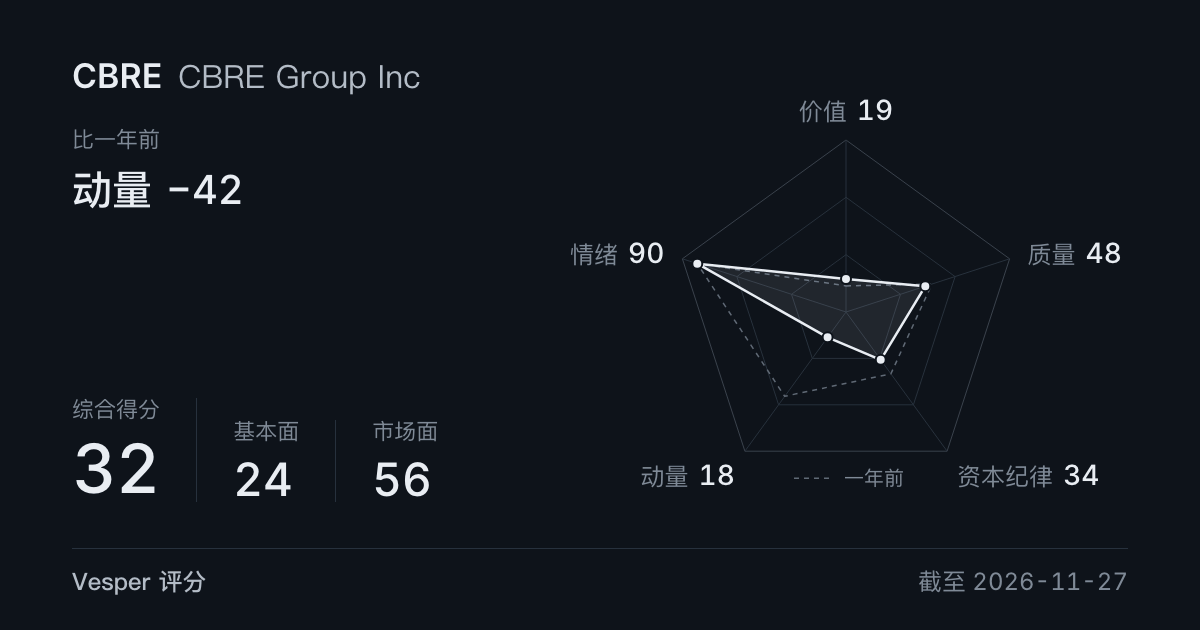 CBRE CBRE Group Inc
比一年前
动量 −42
综合得分
32
基本面
24
市场面
56
价值 19
情绪 90
质量 48
动量 18
一年前
资本纪律 34
Vesper 评分
截至 2026-11-27